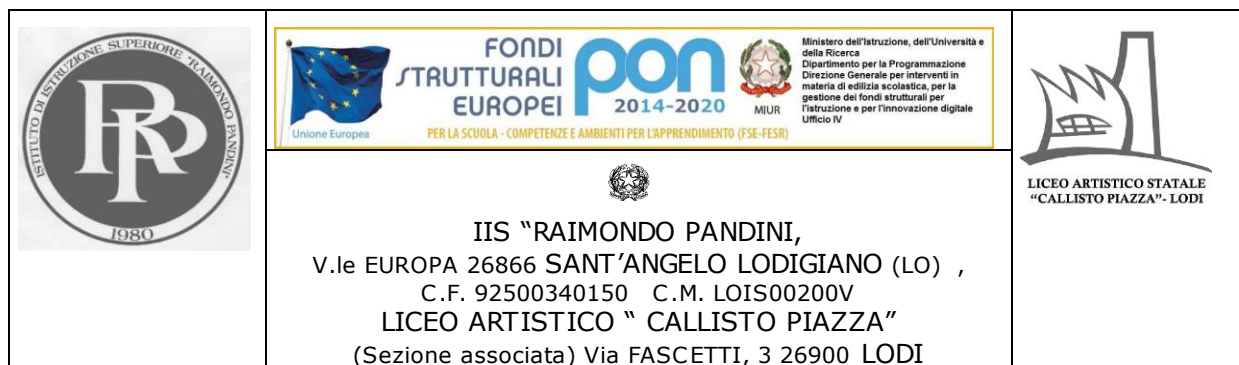 ISTITUTO DI ISTRUZIONE SUPERIORE "RAIMONDO PANDINI"
RP
1980
Unione Europea
FONDI
STRUTTURALI
EUROPEI
pon
2014-2020
MIUR
Ministero dell'Istruzione, dell'Università e
della Ricerca
Dipartimento per la Programmazione
Direzione Generale per interventi in
materia di edilizia scolastica, per la
gestione dei fondi strutturali per
l'istruzione e per l'innovazione digitale
Ufficio IV
PER LA SCUOLA - COMPETENZE E AMBIENTI PER L'APPRENDIMENTO (FSE-FESR)
IIS “RAIMONDO PANDINI,
V.le EUROPA 26866 SANT’ANGELO LODIGIANO (LO) ,
C.F. 92500340150 C.M. LOIS00200V
LICEO ARTISTICO “ CALLISTO PIAZZA”
(Sezione associata) Via FASCETTI, 3 26900 LODI
LICEO ARTISTICO STATALE
“CALLISTO PIAZZA”- LODI